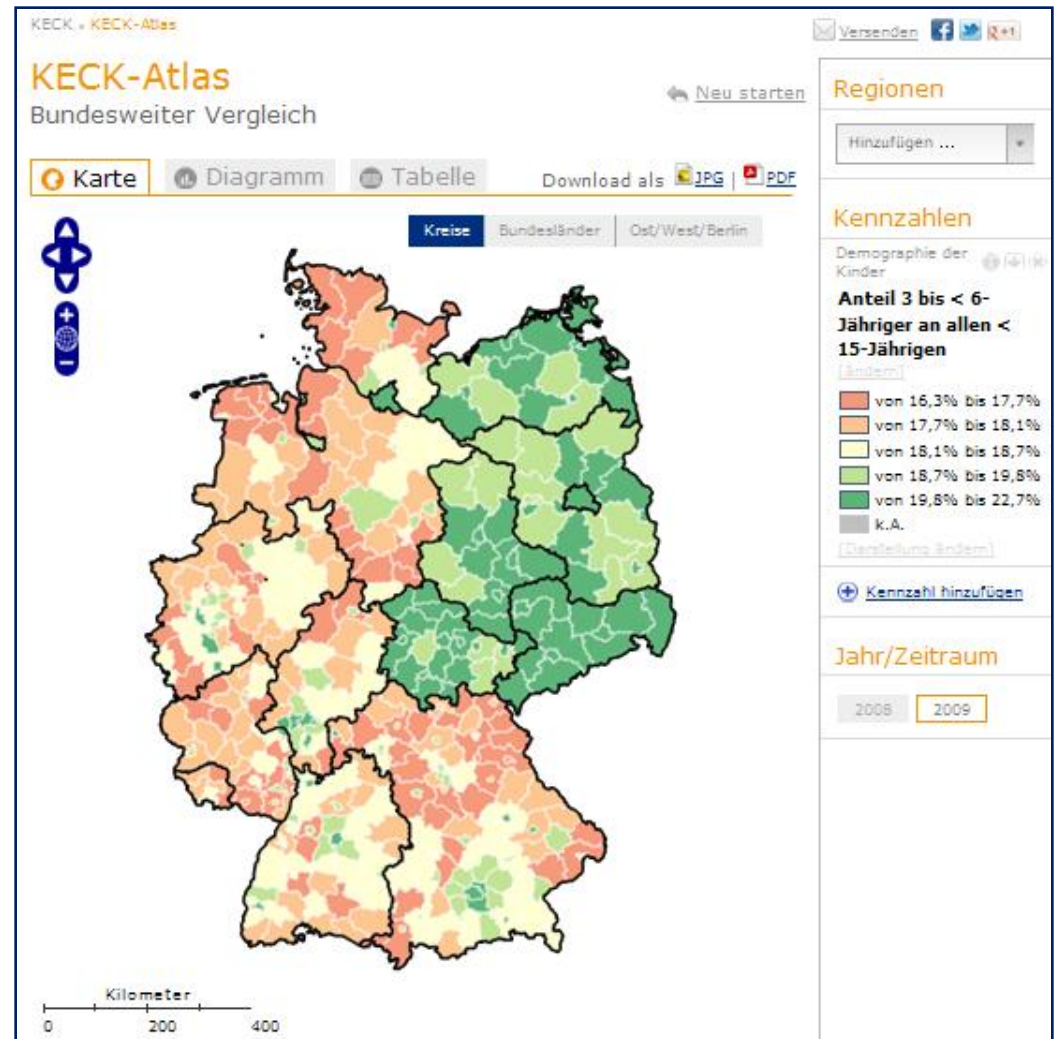 KECK » KECK-Atlas
Versenden
KECK-Atlas
Bundesweiter Vergleich
Neu starten
Karte
Diagramm
Tabelle
Download als JPG | PDF
Kreise
Bundesländer
Ost/West/Berlin
Kilometer
0 200 400
Regionen
Hinzufügen ...
Kennzahlen
Demographie der
Kinder
Anteil 3 bis < 6-
Jähriger an allen <
15-Jährigen
[ändern]
von 16,3% bis 17,7%
von 17,7% bis 18,1%
von 18,1% bis 18,7%
von 18,7% bis 19,8%
von 19,8% bis 22,7%
k.A.
[Darstellung ändern]
Kennzahl hinzufügen
Jahr/Zeitraum
2008
2009